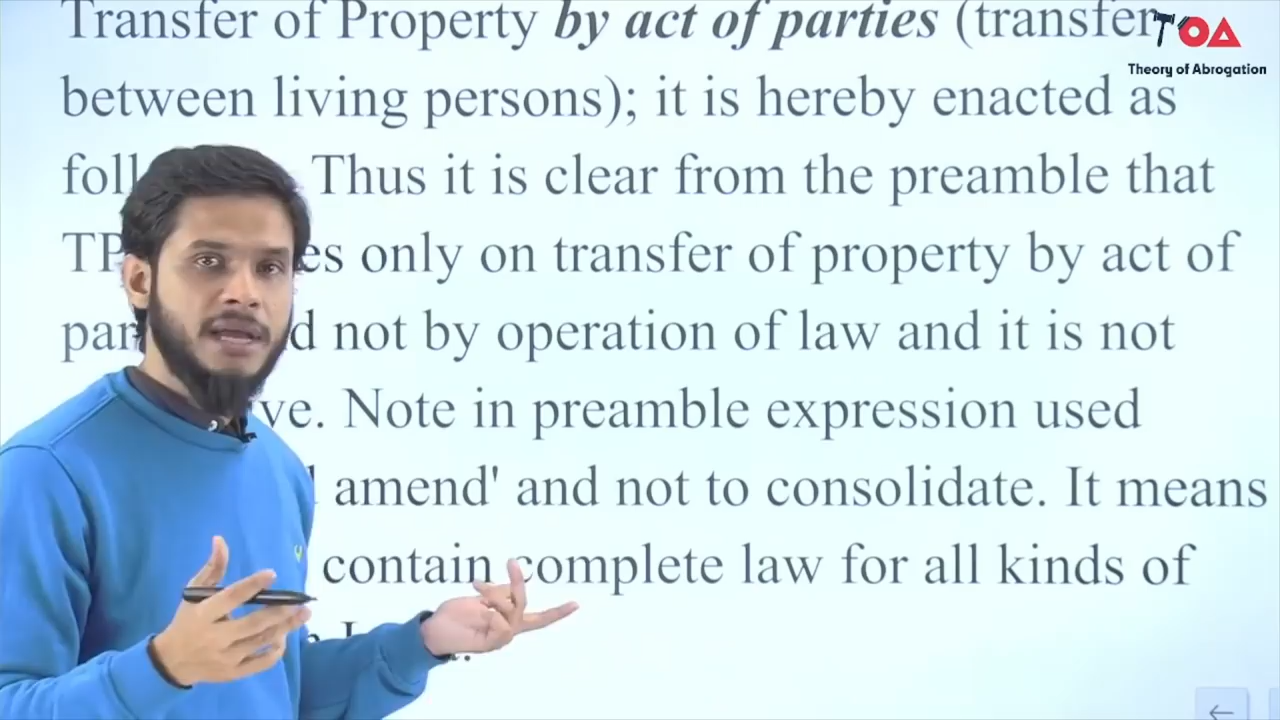 Transfer of Property by act of parties (transfer
TOA
Theory of Abrogation
between living persons); it is hereby enacted as
foll Thus it is clear from the preamble that
TP es only on transfer of property by act of
par d not by operation of law and it is not
ve. Note in preamble expression used
amend' and not to consolidate. It means
contain complete law for all kinds of